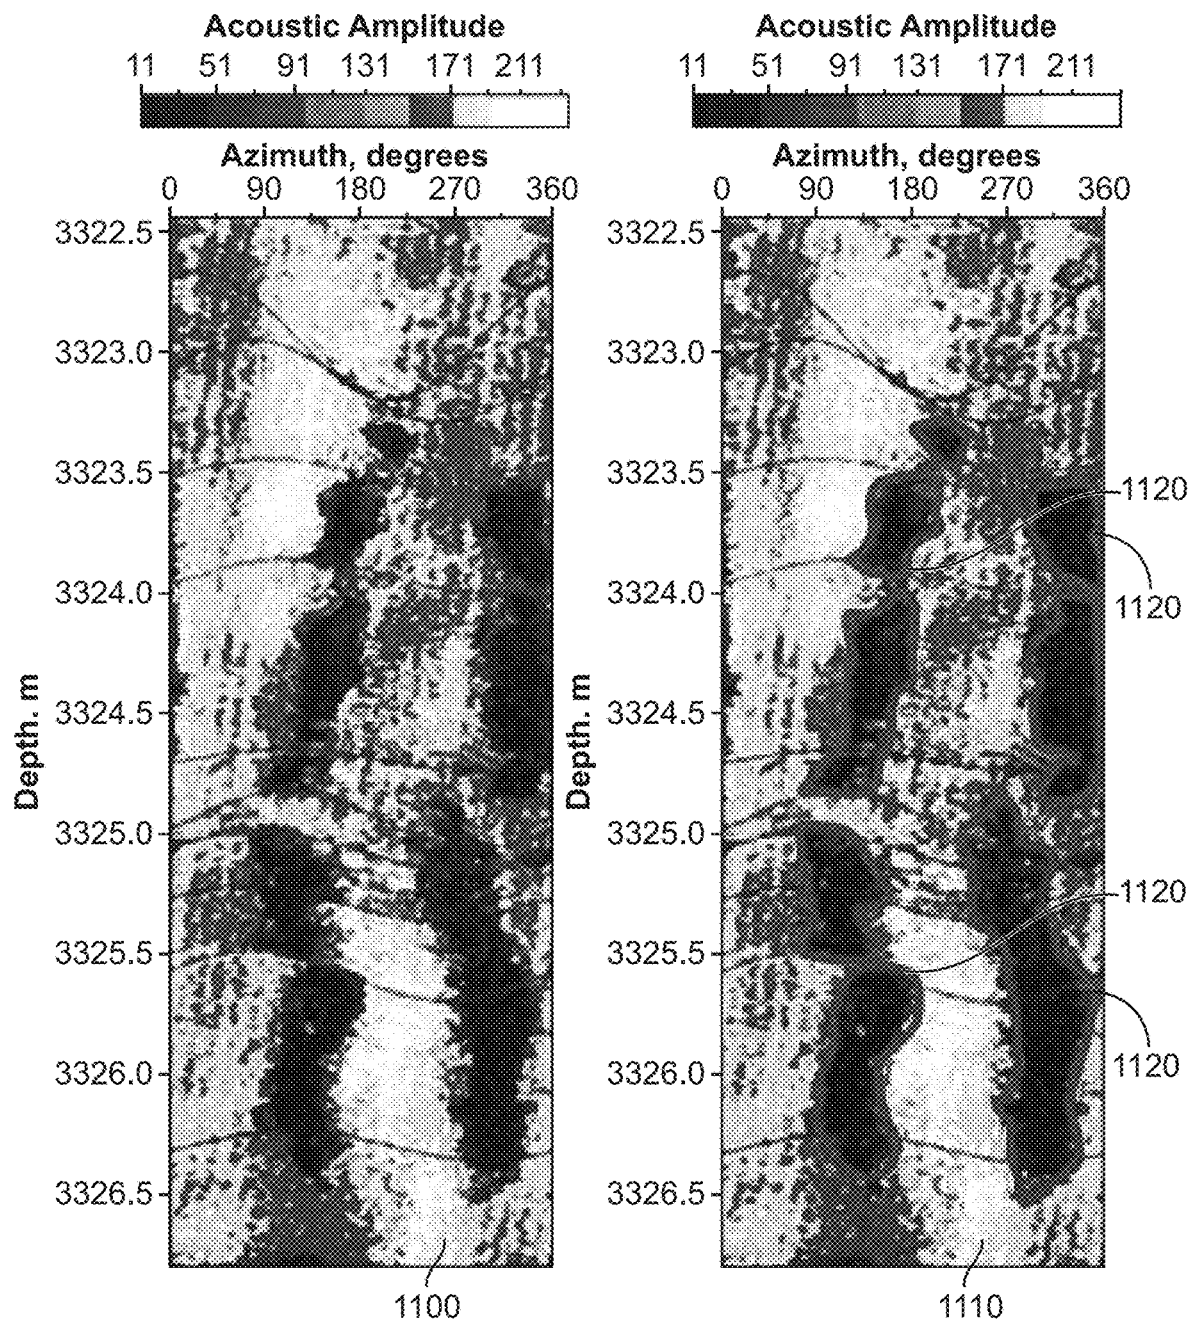 Acoustic Amplitude
11 51 91 131 171 211
Azimuth, degrees
0 90 180 270 360
Depth. m
3322.5
3323.0
3323.5
3324.0
3324.5
3325.0
3325.5
3326.0
3326.5
1100
Acoustic Amplitude
11 51 91 131 171 211
Azimuth, degrees
0 90 180 270 360
Depth. m
3322.5
3323.0
3323.5
3324.0
3324.5
3325.0
3325.5
3326.0
3326.5
1120
1120
1120
1120
1110